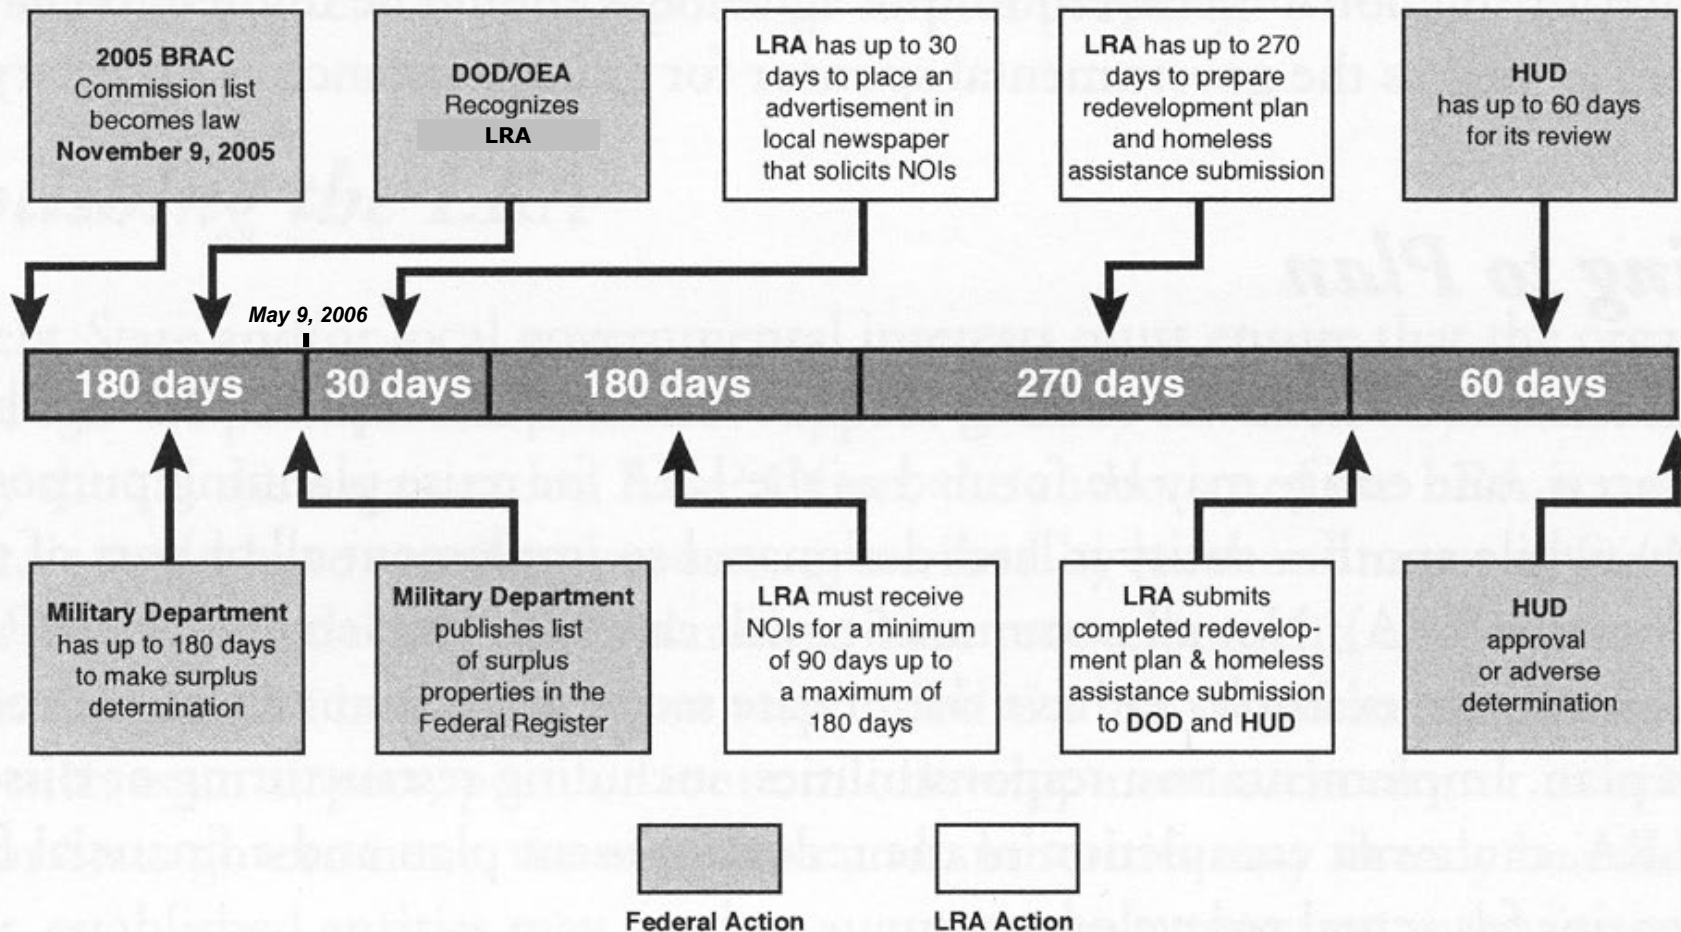 2005 BRAC
Commission list
becomes law
November 9, 2005
DOD/OEA
Recognizes
LRA
LRA has up to 30
days to place an
advertisement in
local newspaper
that solicits NOIs
LRA has up to 270
days to prepare
redevelopment plan
and homeless
assistance submission
HUD
has up to 60 days
for its review
May 9, 2006
180 days
30 days
180 days
270 days
60 days
Military Department
has up to 180 days
to make surplus
determination
Military Department
publishes list
of surplus
properties in the
Federal Register
LRA must receive
NOIs for a minimum
of 90 days up to
a maximum of
180 days
LRA submits
completed redevelop-
ment plan & homeless
assistance submission
to DOD and HUD
HUD
approval
or adverse
determination
Federal Action
LRA Action